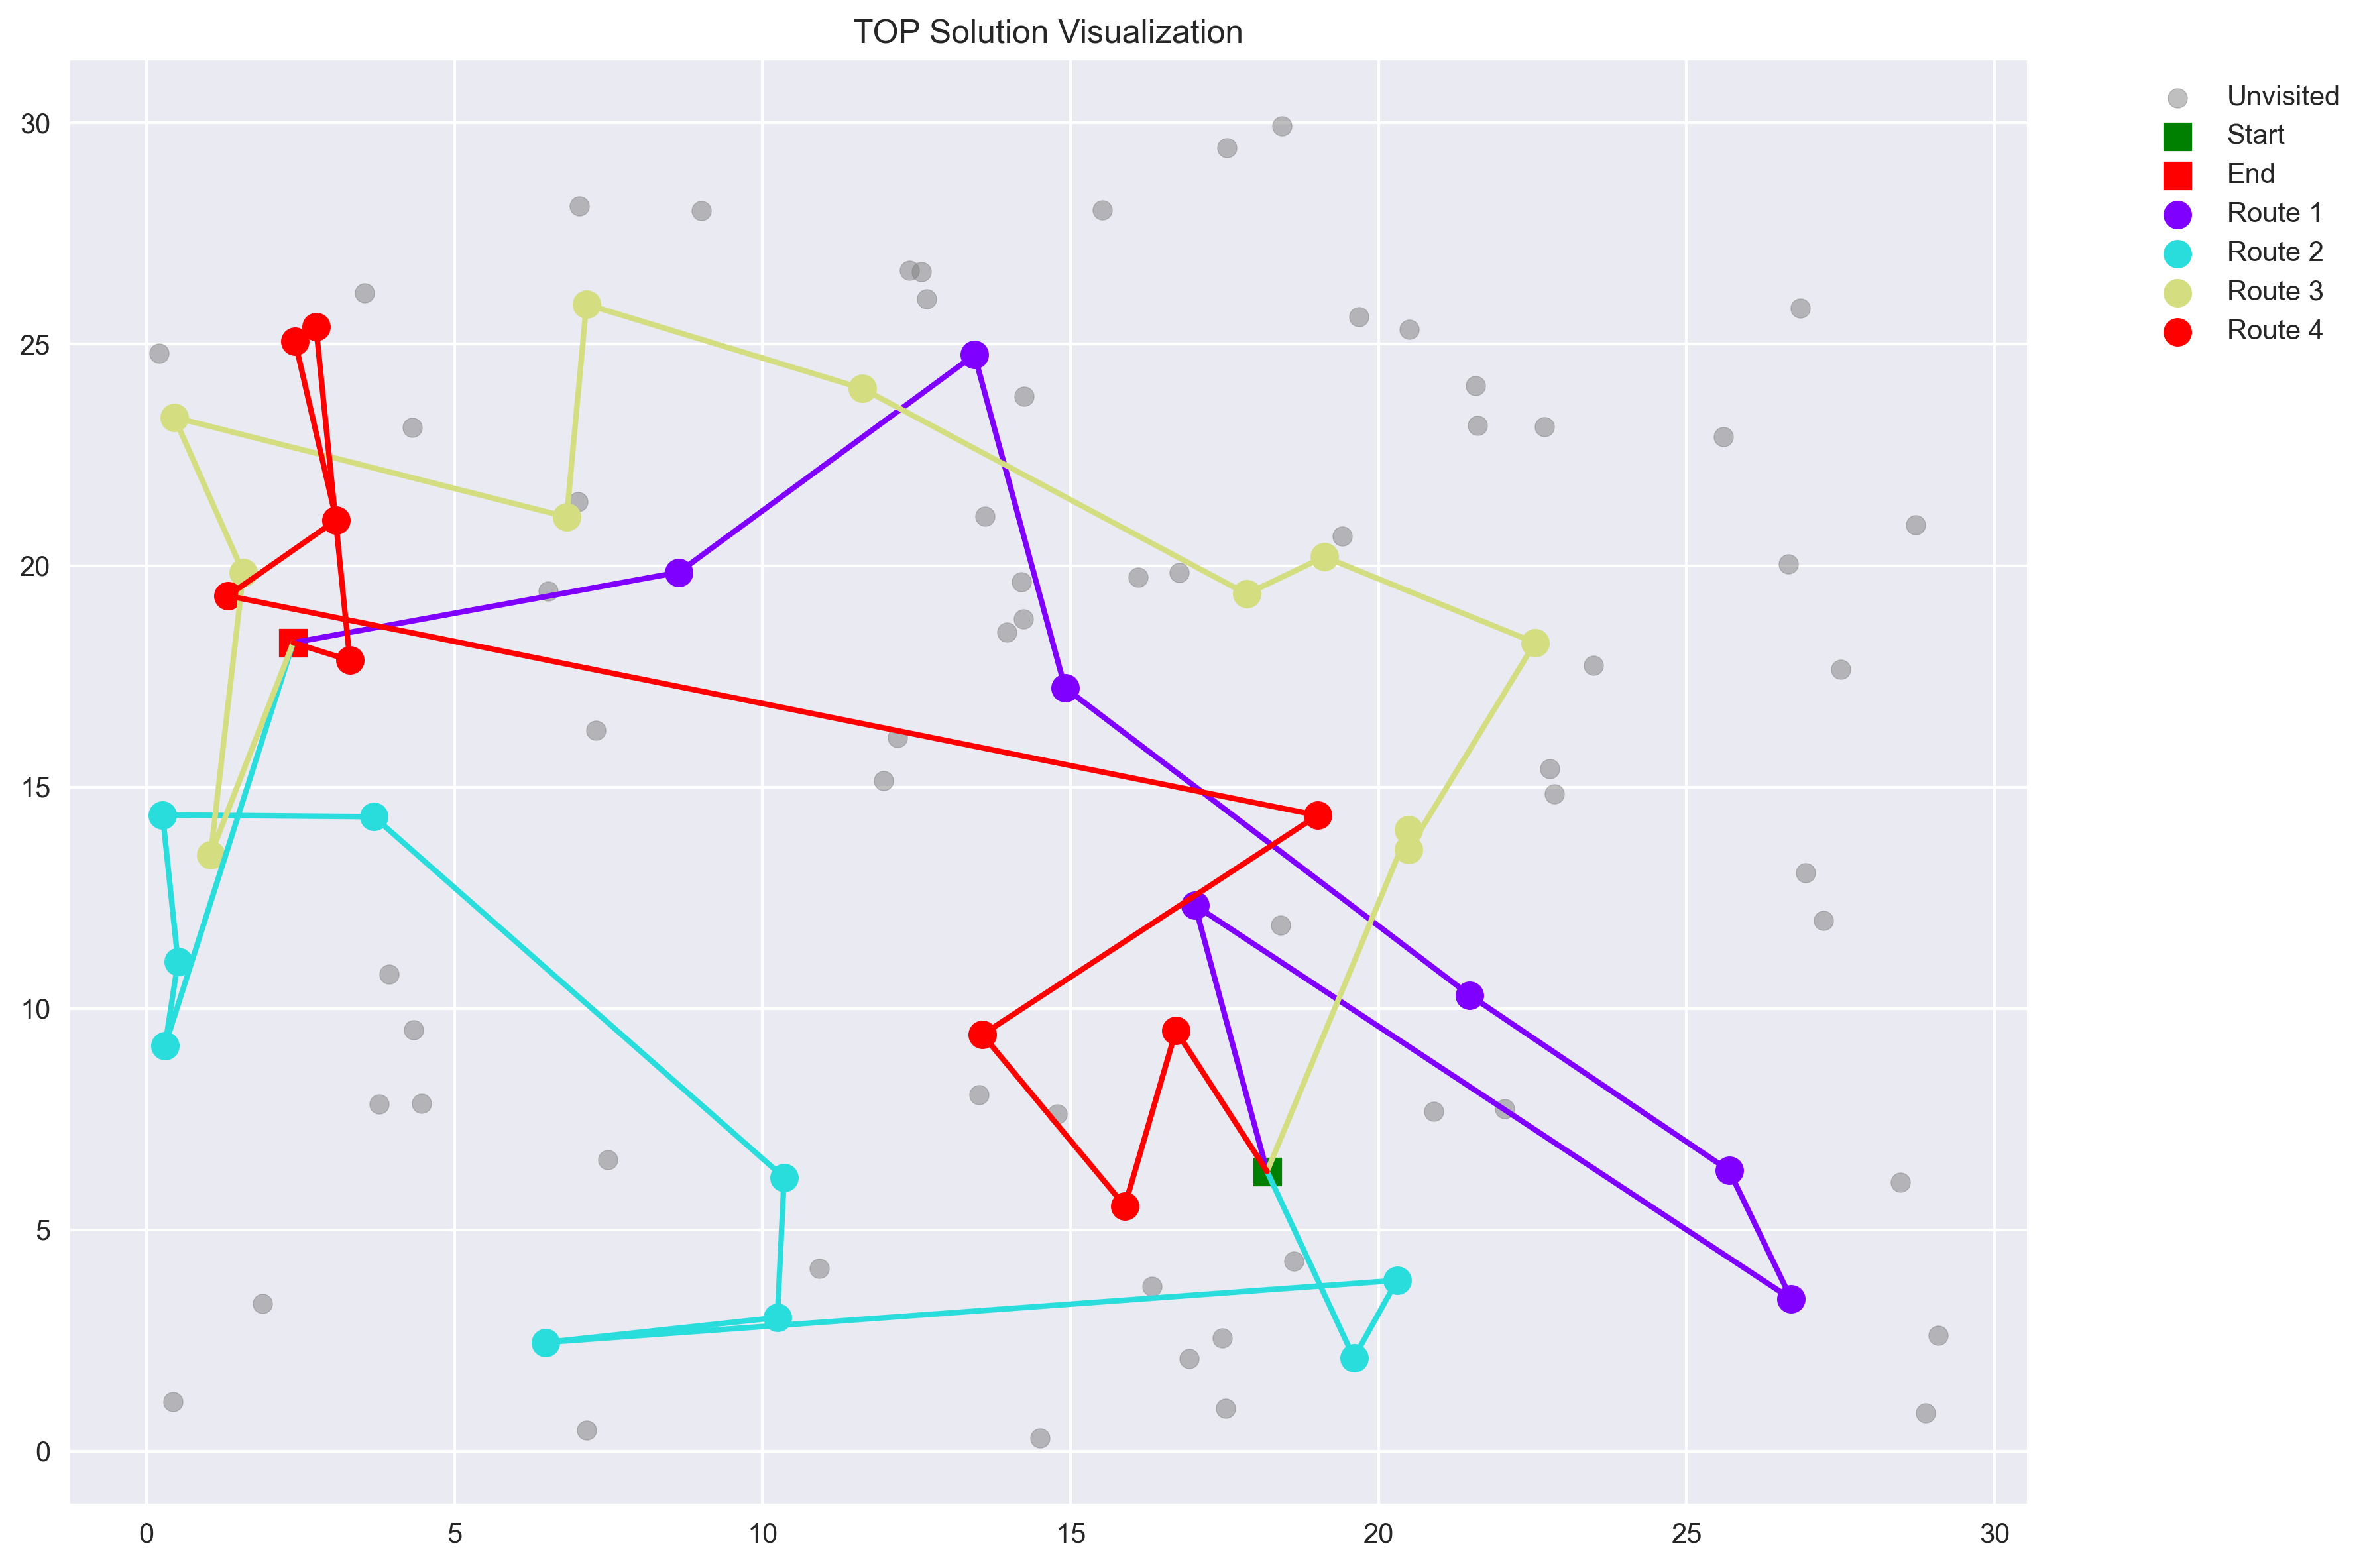 TOP Solution Visualization
Unvisited
Start
End
Route 1
Route 2
Route 3
Route 4
30
25
20
15
10
5
0
0 5 10 15 20 25 30